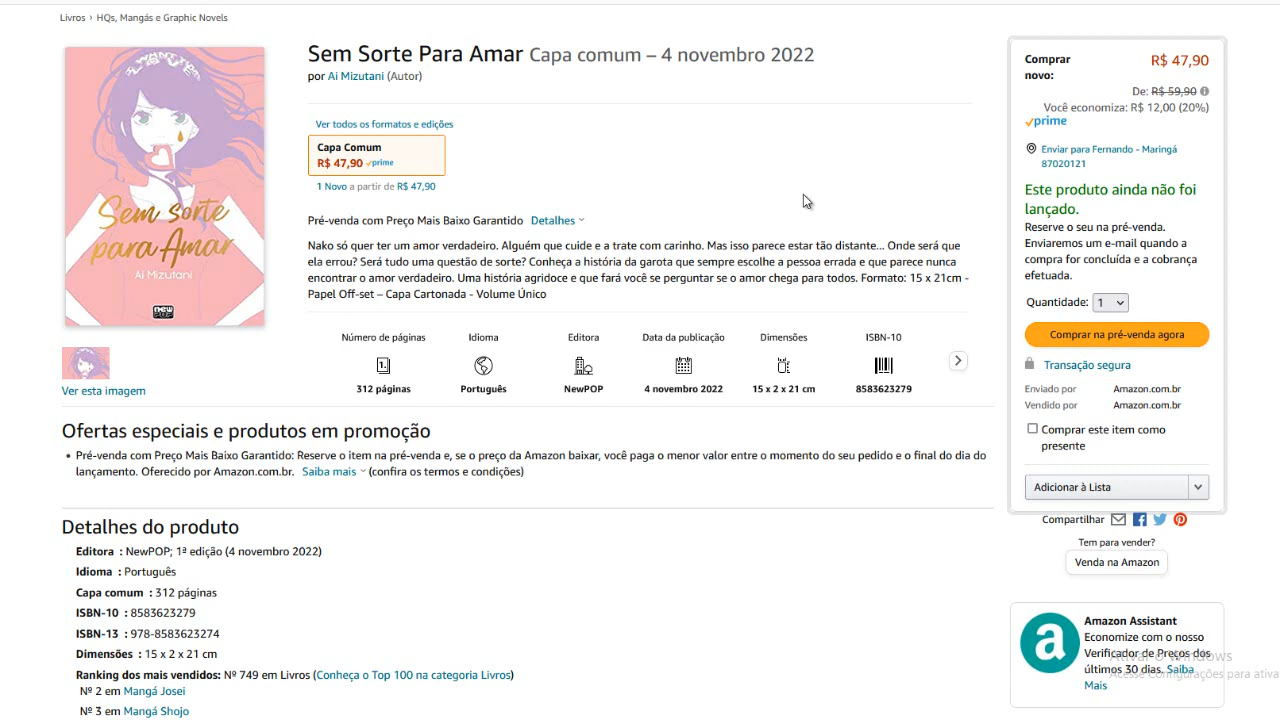 Livros › HQs, Mangás e Graphic Novels
Sem Sorte Para Amar Capa comum – 4 novembro 2022
por Ai Mizutani (Autor)
Sem sorte
para Amar
Ai Mizutani
new
Ver todos os formatos e edições
Capa Comum
R$ 47,90 prime
1 Novo a partir de R$ 47,90
Pré-venda com Preço Mais Baixo Garantido Detalhes
Nako só quer ter um amor verdadeiro. Alguém que cuide e a trate com carinho. Mas isso parece estar tão distante... Onde será que
ela errou? Será tudo uma questão de sorte? Conheça a história da garota que sempre escolhe a pessoa errada e que parece nunca
encontrar o amor verdadeiro. Uma história agridoce e que fará você se perguntar se o amor chega para todos. Formato: 15 x 21cm -
Papel Off-set – Capa Cartonada - Volume Único
Número de páginas
312 páginas
Idioma
Português
Editora
NewPOP
Data da publicação
4 novembro 2022
Dimensões
15 x 2 x 21 cm
ISBN-10
8583623279
Ver esta imagem
Ofertas especiais e produtos em promoção
• Pré-venda com Preço Mais Baixo Garantido: Reserve o item na pré-venda e, se o preço da Amazon baixar, você paga o menor valor entre o momento do seu pedido e o final do dia do
lançamento. Oferecido por Amazon.com.br. Saiba mais (confira os termos e condições)
Detalhes do produto
Editora : NewPOP; 1ª edição (4 novembro 2022)
Idioma : Português
Capa comum : 312 páginas
ISBN-10 : 8583623279
ISBN-13 : 978-8583623274
Dimensões : 15 x 2 x 21 cm
Ranking dos mais vendidos: Nº 749 em Livros (Conheça o Top 100 na categoria Livros)
Nº 2 em Mangá Josei
Nº 3 em Mangá Shojo
Comprar
novo:
R$ 47,90
De: R$ 59,90
Você economiza: R$ 12,00 (20%)
prime
Enviar para Fernando - Maringá
87020121
Este produto ainda não foi
lançado.
Reserve o seu na pré-venda.
Enviaremos um e-mail quando a
compra for concluída e a cobrança
efetuada.
Quantidade: 1
Comprar na pré-venda agora
Transação segura
Enviado por Amazon.com.br
Vendido por Amazon.com.br
Comprar este item como
presente
Adicionar à Lista
Compartilhar
Tem para vender?
Venda na Amazon
a
Amazon Assistant
Economize com o nosso
Verificador de Preços dos
últimos 30 dias. Saiba
Mais
Ativar o Windows
Acesse Configurações para ativa